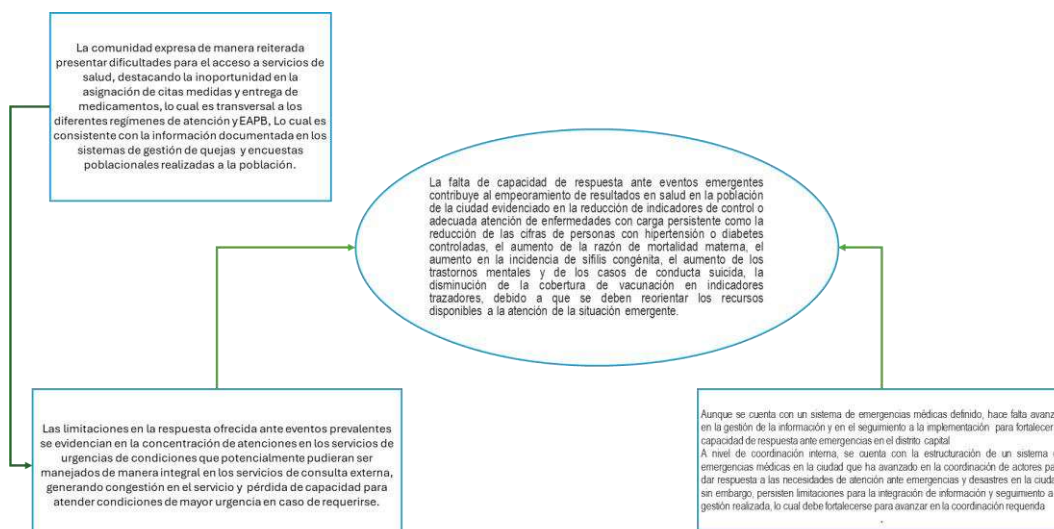 La comunidad expresa de manera reiterada
presentar dificultades para el acceso a servicios de
salud, destacando la inoportunidad en la
asignación de citas medidas y entrega de
medicamentos, lo cual es transversal a los
diferentes regímenes de atención y EAPB, Lo cual es
consistente con la información documentada en los
sistemas de gestión de quejas y encuestas
poblacionales realizadas a la población.
La falta de capacidad de respuesta ante eventos emergentes
contribuye al empeoramiento de resultados en salud en la población
de la ciudad evidenciado en la reducción de indicadores de control o
adecuada atención de enfermedades con carga persistente como la
reducción de las cifras de personas con hipertensión o diabetes
controladas, el aumento de la razón de mortalidad materna, el
aumento en la incidencia de sífilis congénita, el aumento de los
trastornos mentales y de los casos de conducta suicida, la
disminución de la cobertura de vacunación en indicadores
trazadores, debido a que se deben reorientar los recursos
disponibles a la atención de la situación emergente.
Las limitaciones en la respuesta ofrecida ante eventos prevalentes
se evidencian en la concentración de atenciones en los servicios de
urgencias de condiciones que potencialmente pudieran ser
manejados de manera integral en los servicios de consulta externa,
generando congestión en el servicio y pérdida de capacidad para
atender condiciones de mayor urgencia en caso de requerirse.
Aunque se cuenta con un sistema de emergencias médicas definido, hace falta avanz
en la gestión de la información y en el seguimiento a la implementación para fortalecer
capacidad de respuesta ante emergencias en el distrito capital
A nivel de coordinación interna, se cuenta con la estructuración de un sistema
emergencias médicas en la ciudad que ha avanzado en la coordinación de actores pa
dar respuesta a las necesidades de atención ante emergencias y desastres en la ciuda
sin embargo, persisten limitaciones para la integración de información y seguimiento a
gestión realizada, lo cual debe fortalecerse para avanzar en la coordinación requerida